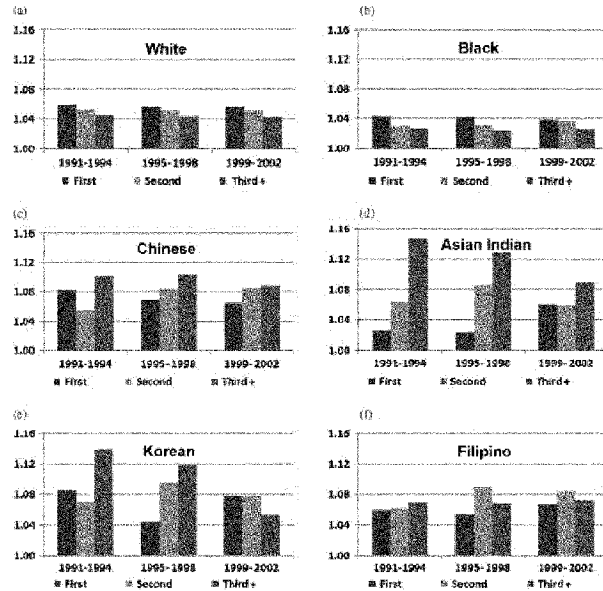 (a)
White
1.16
1.12
1.08
1.04
1.00
1991-1994 1995-1998 1999-2002
First Second Third+
(b)
Black
1.16
1.12
1.08
1.04
1.00
1991-1994 1995-1998 1999-2002
First Second Third+
(c)
Chinese
1.16
1.12
1.08
1.04
1.00
1991-1994 1995-1998 1999-2002
First Second Third+
(d)
Asian Indian
1.16
1.12
1.08
1.04
1.00
1991-1994 1995-1998 1999-2002
First Second Third+
(e)
Korean
1.16
1.12
1.08
1.04
1.00
1991-1994 1995-1998 1999-2002
First Second Third+
(f)
Filipino
1.16
1.12
1.08
1.04
1.00
1991-1994 1995-1998 1999-2002
First Second Third+